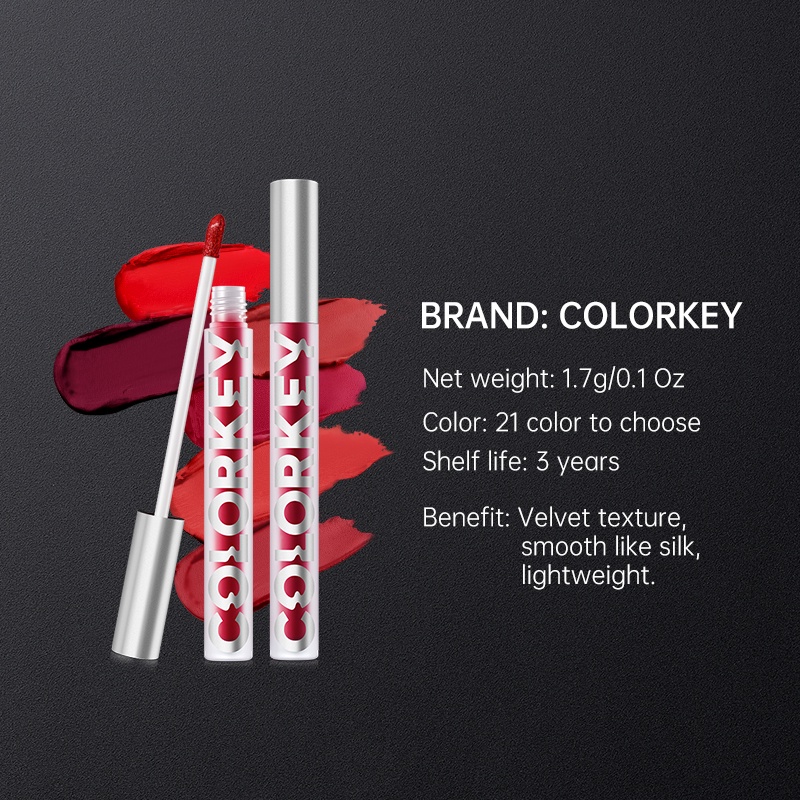 COLORKEY
COLORKEY
BRAND: COLORKEY
Net weight: 1.7g/0.1 Oz
Color: 21 color to choose
Shelf life: 3 years
Benefit: Velvet texture,
smooth like silk,
lightweight.